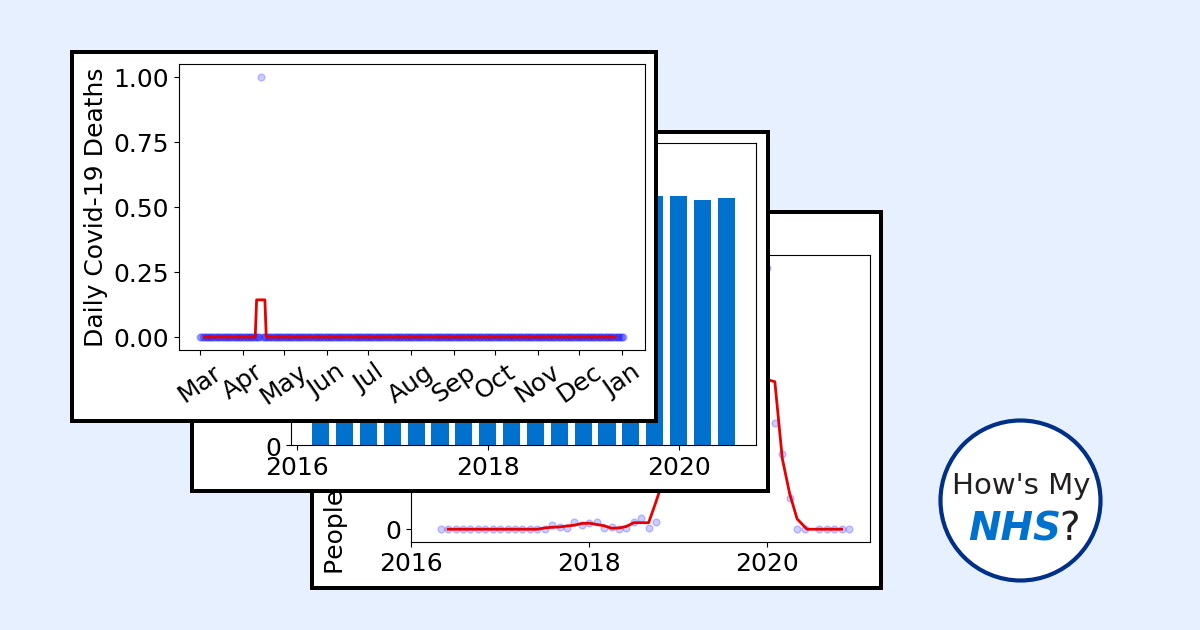 Daily Covid-19 Deaths
1.00
0.75
0.50
0.25
0.00
Mar Apr May Jun Jul Aug Sep Oct Nov Dec Jan
0
2016 2018 2020
People
0
2016 2018 2020
How's My
NHS?